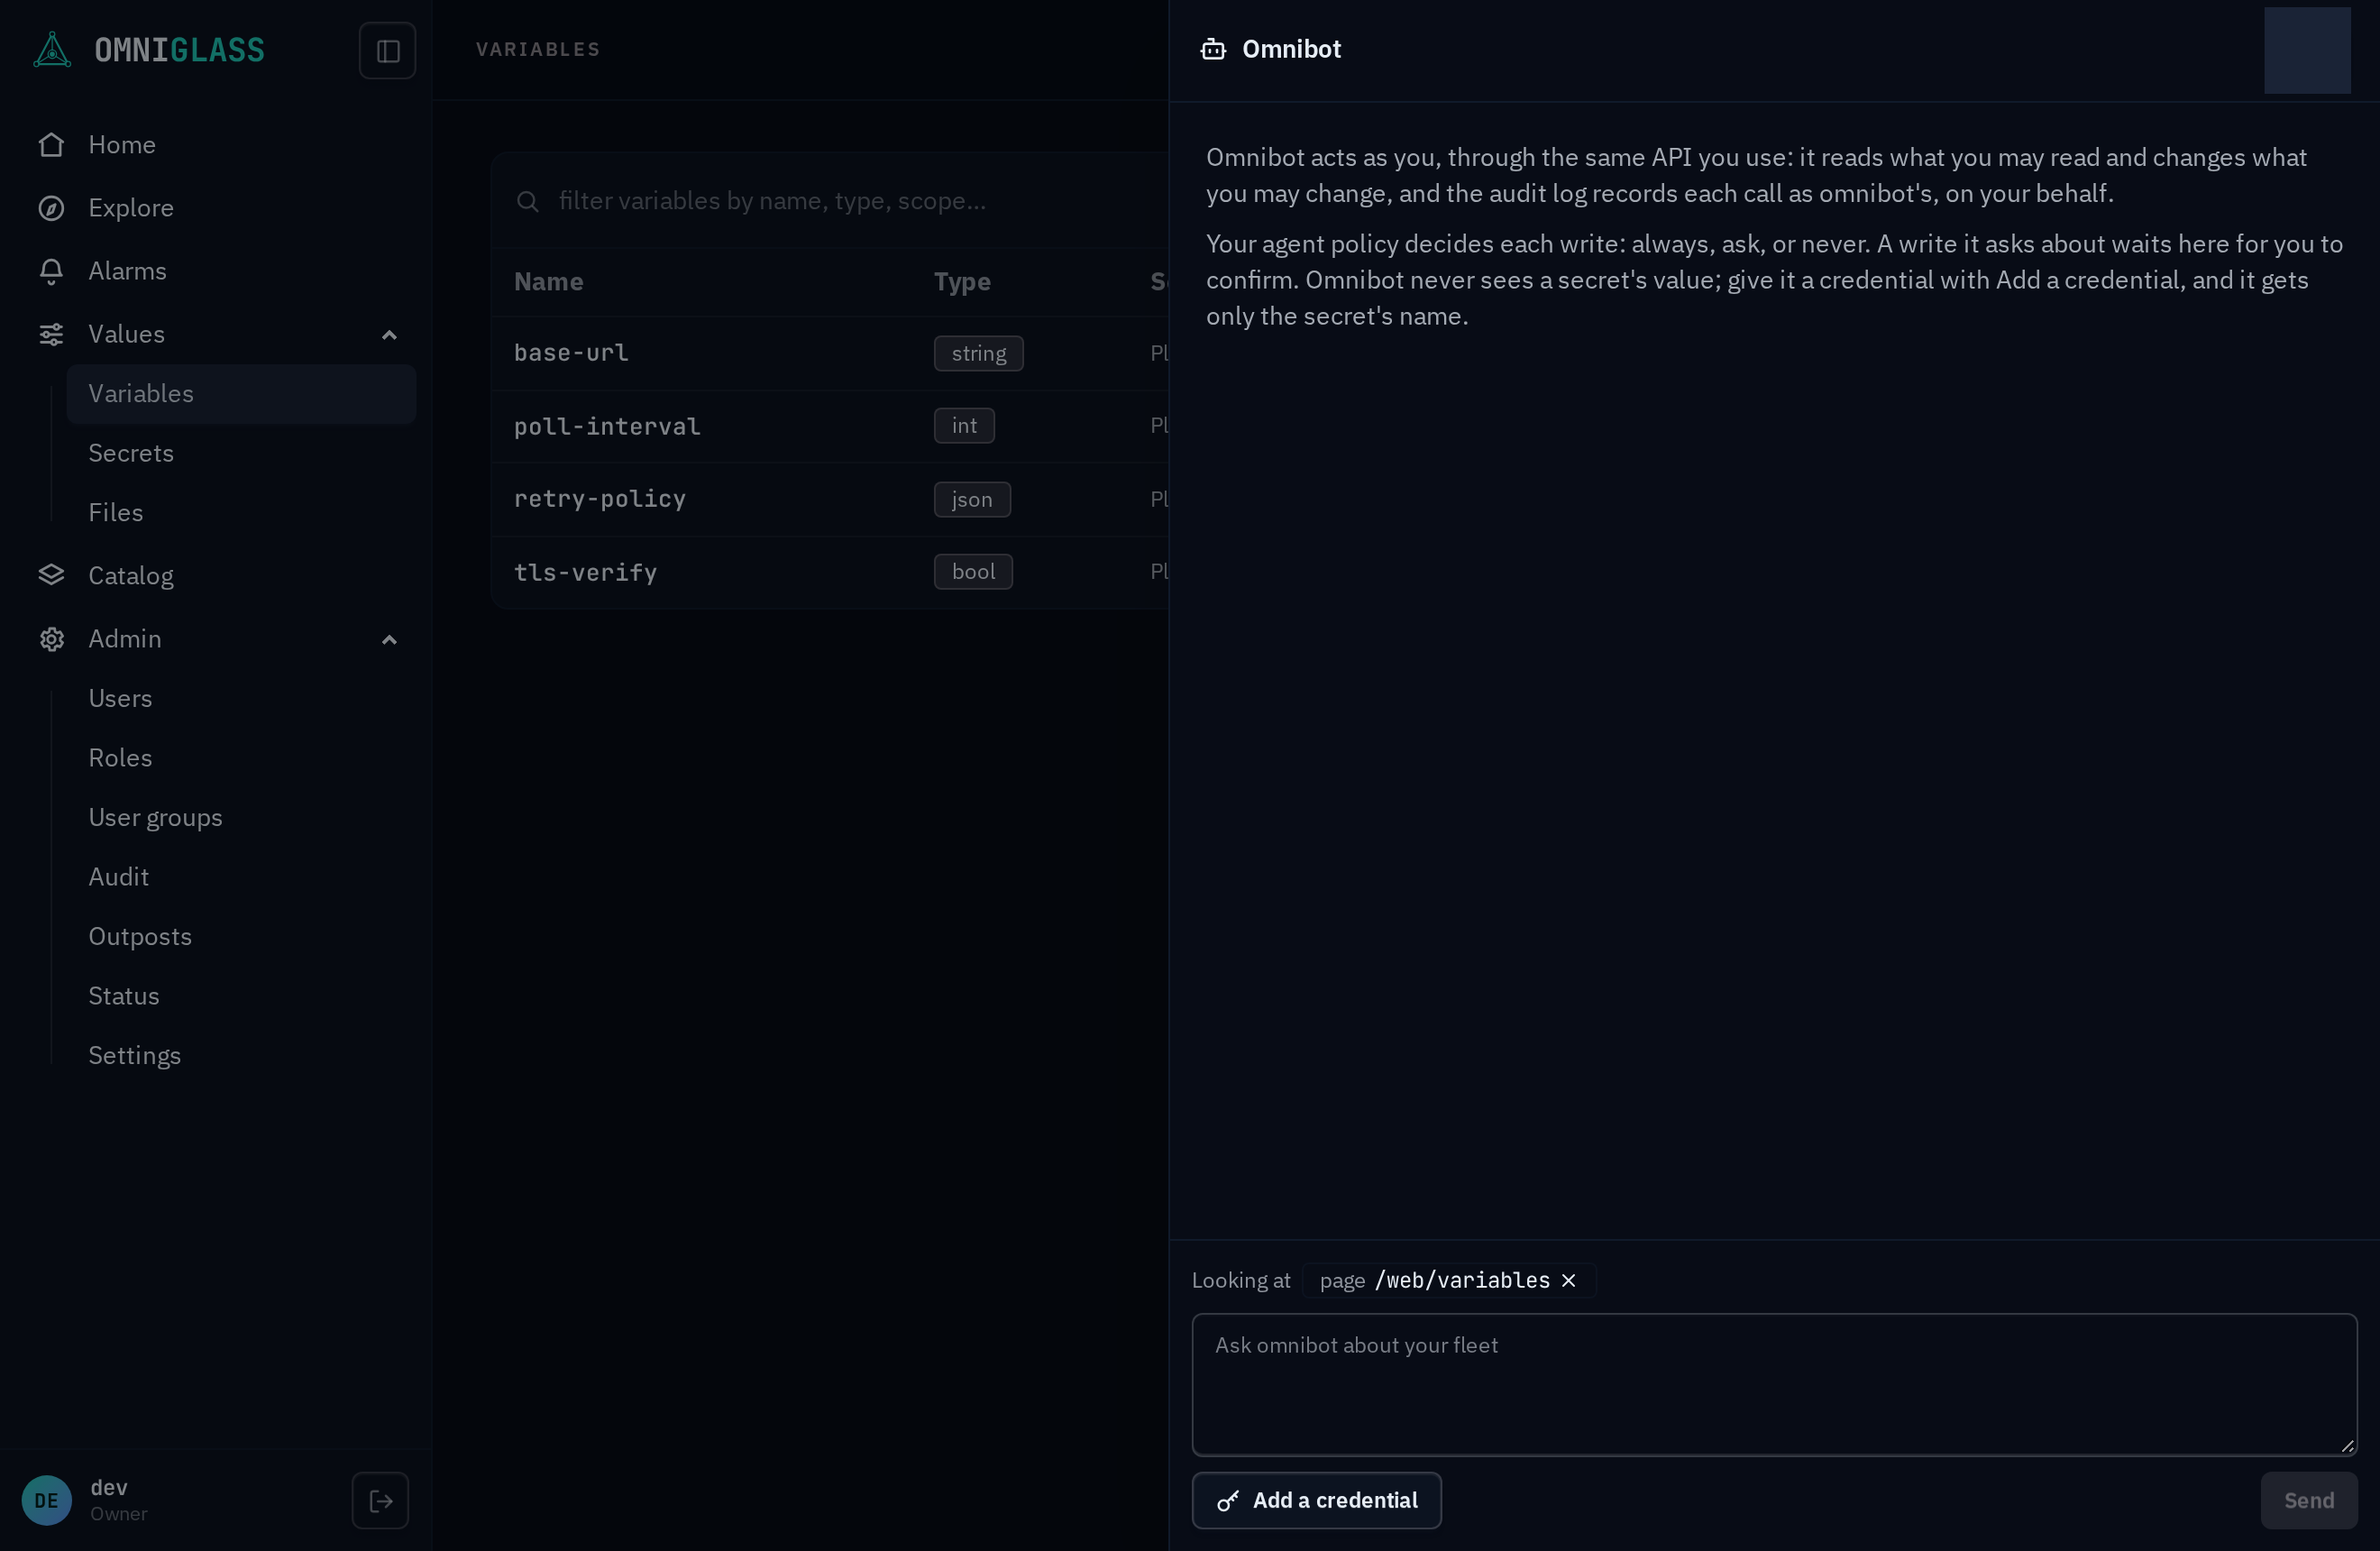 OMNIGLASS
Home
Explore
Alarms
Values
Variables
Secrets
Files
Catalog
Admin
Users
Roles
User groups
Audit
Outposts
Status
Settings
DE
dev
Owner
VARIABLES
filter variables by name, type, scope...
Name Type
base-url string
poll-interval int
retry-policy json
tls-verify bool
Omnibot
Omnibot acts as you, through the same API you use: it reads what you may read and changes what
you may change, and the audit log records each call as omnibot's, on your behalf.
Your agent policy decides each write: always, ask, or never. A write it asks about waits here for you to
confirm. Omnibot never sees a secret's value; give it a credential with Add a credential, and it gets
only the secret's name.
Looking at page /web/variables
Ask omnibot about your fleet
Add a credential
Send